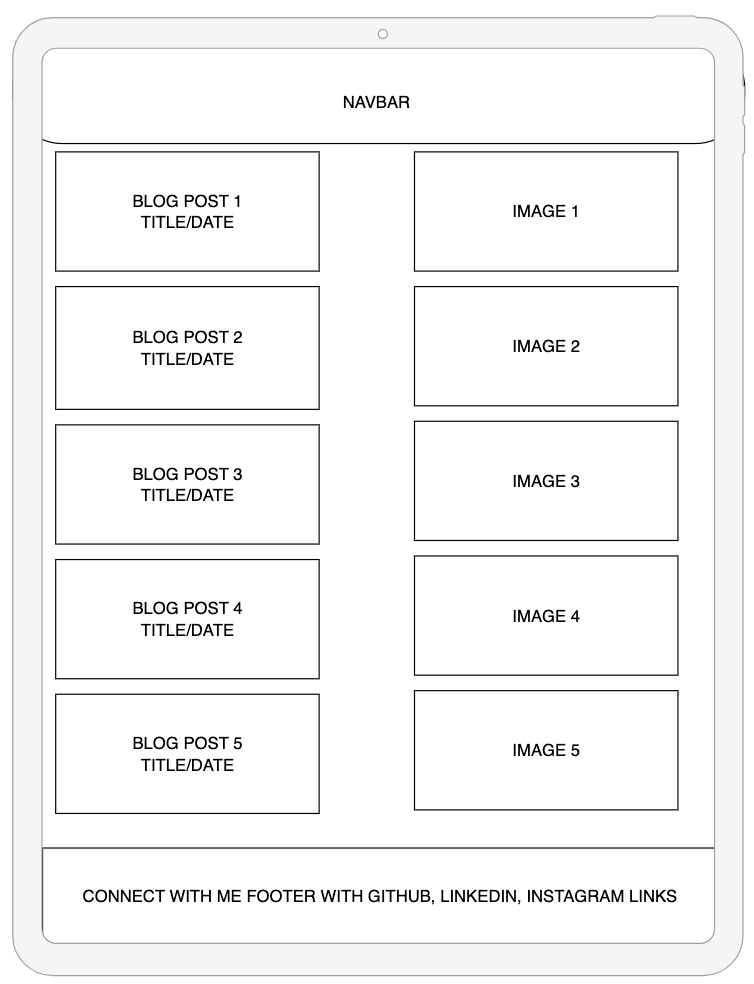 NAVBAR
BLOG POST 1
TITLE/DATE
IMAGE 1
BLOG POST 2
TITLE/DATE
IMAGE 2
BLOG POST 3
TITLE/DATE
IMAGE 3
BLOG POST 4
TITLE/DATE
IMAGE 4
BLOG POST 5
TITLE/DATE
IMAGE 5
CONNECT WITH ME FOOTER WITH GITHUB, LINKEDIN, INSTAGRAM LINKS